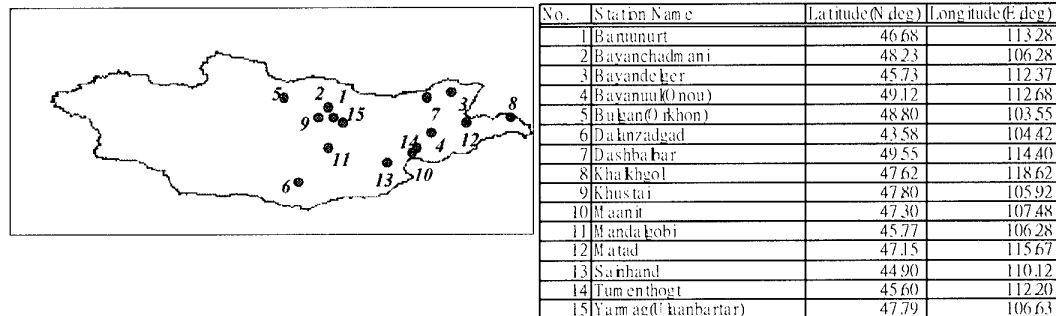 5
2
1
9
15
7
3
8
12
4
14
11
13
10
6
No. Station Name Latitude(N deg) Longitude(E deg)
1 Baruunurt 46.68 113.28
2 Bayanchadmani 48.23 106.28
3 Bayandelger 45.73 112.37
4 Bayanuul(Onou) 49.12 112.68
5 Bulgan(Orkhon) 48.80 103.55
6 Dalanzadgad 43.58 104.42
7 Dashbalbar 49.55 114.40
8 Khalkhgol 47.62 118.62
9 Khustai 47.80 105.92
10 Maanit 47.30 107.48
11 Mandalgobi 45.77 106.28
12 Matad 47.15 115.67
13 Sainhand 44.90 110.12
14 Tumenthogt 45.60 112.20
15 Yarmag(Ulaanbartar) 47.79 106.63